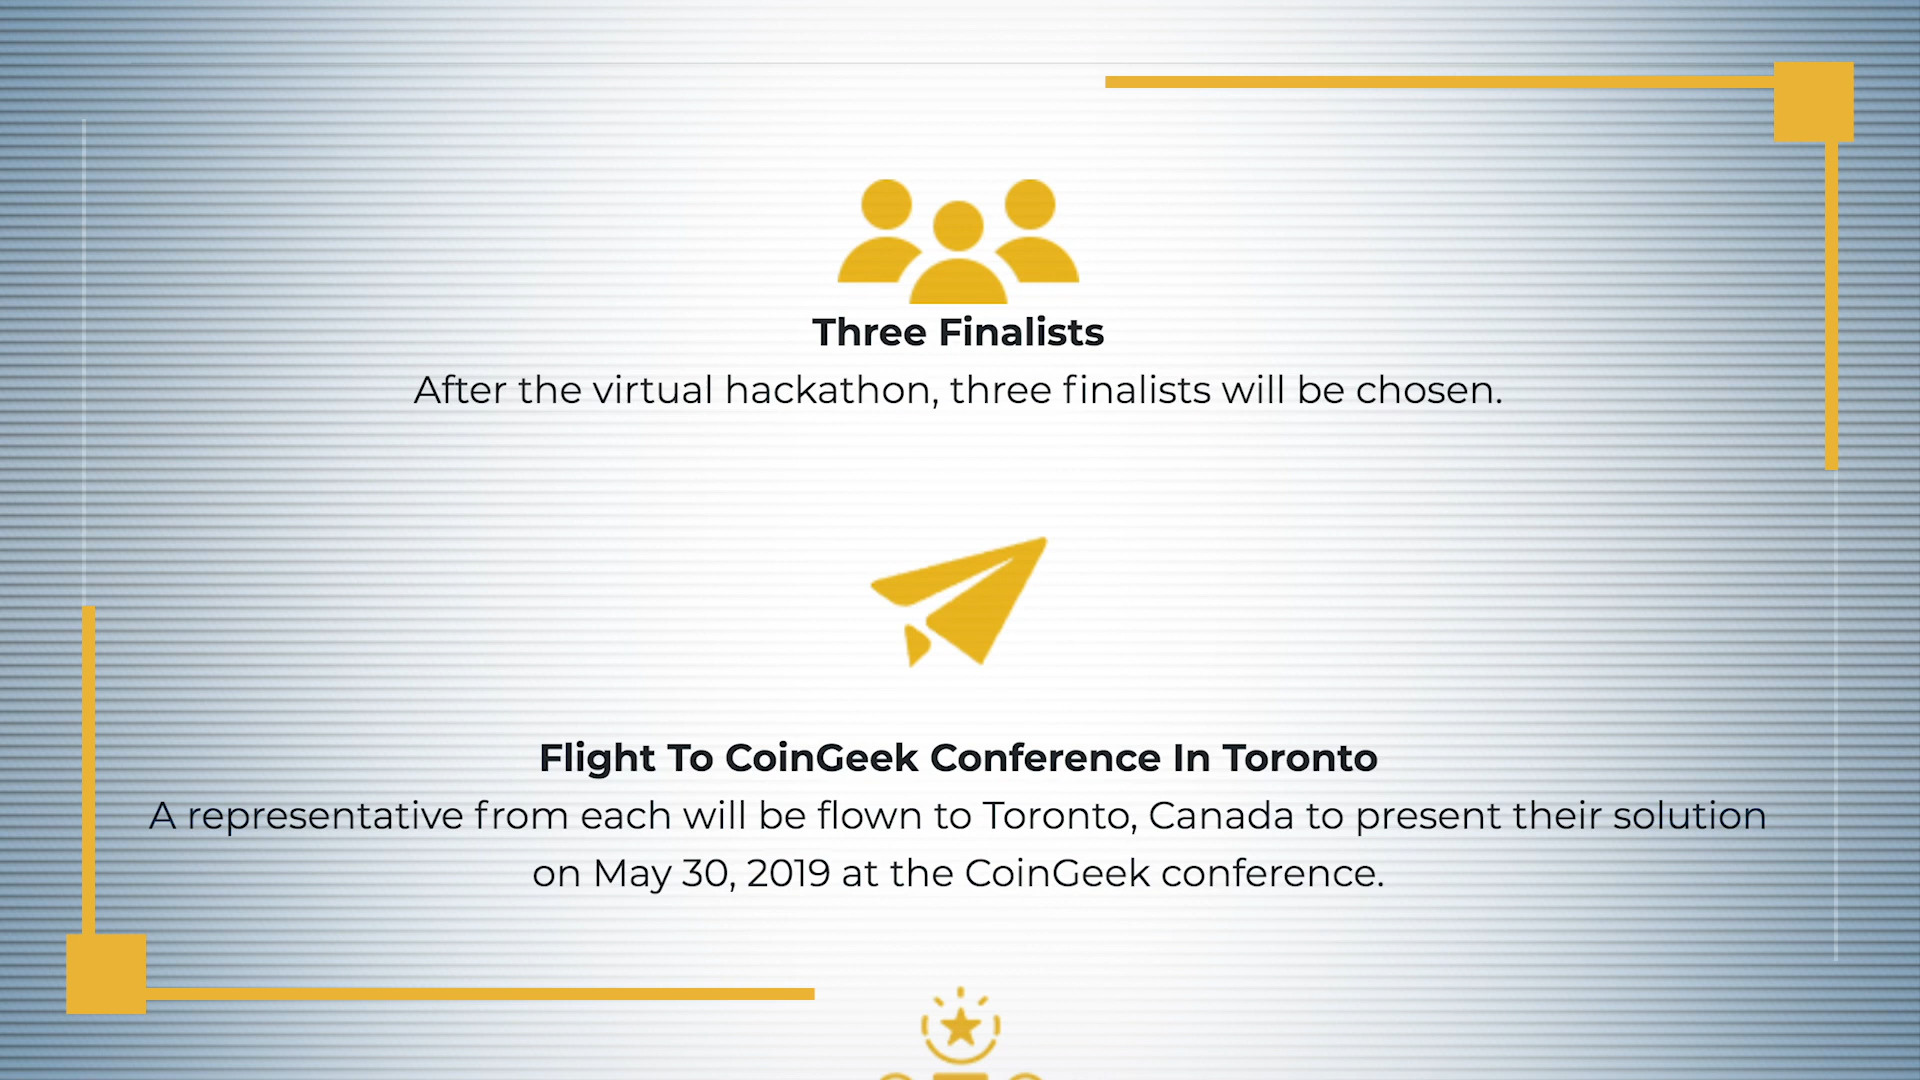 Three Finalists
After the virtual hackathon, three finalists will be chosen.
Flight To CoinGeek Conference In Toronto
A representative from each will be flown to Toronto, Canada to present their solution
on May 30, 2019 at the CoinGeek conference.